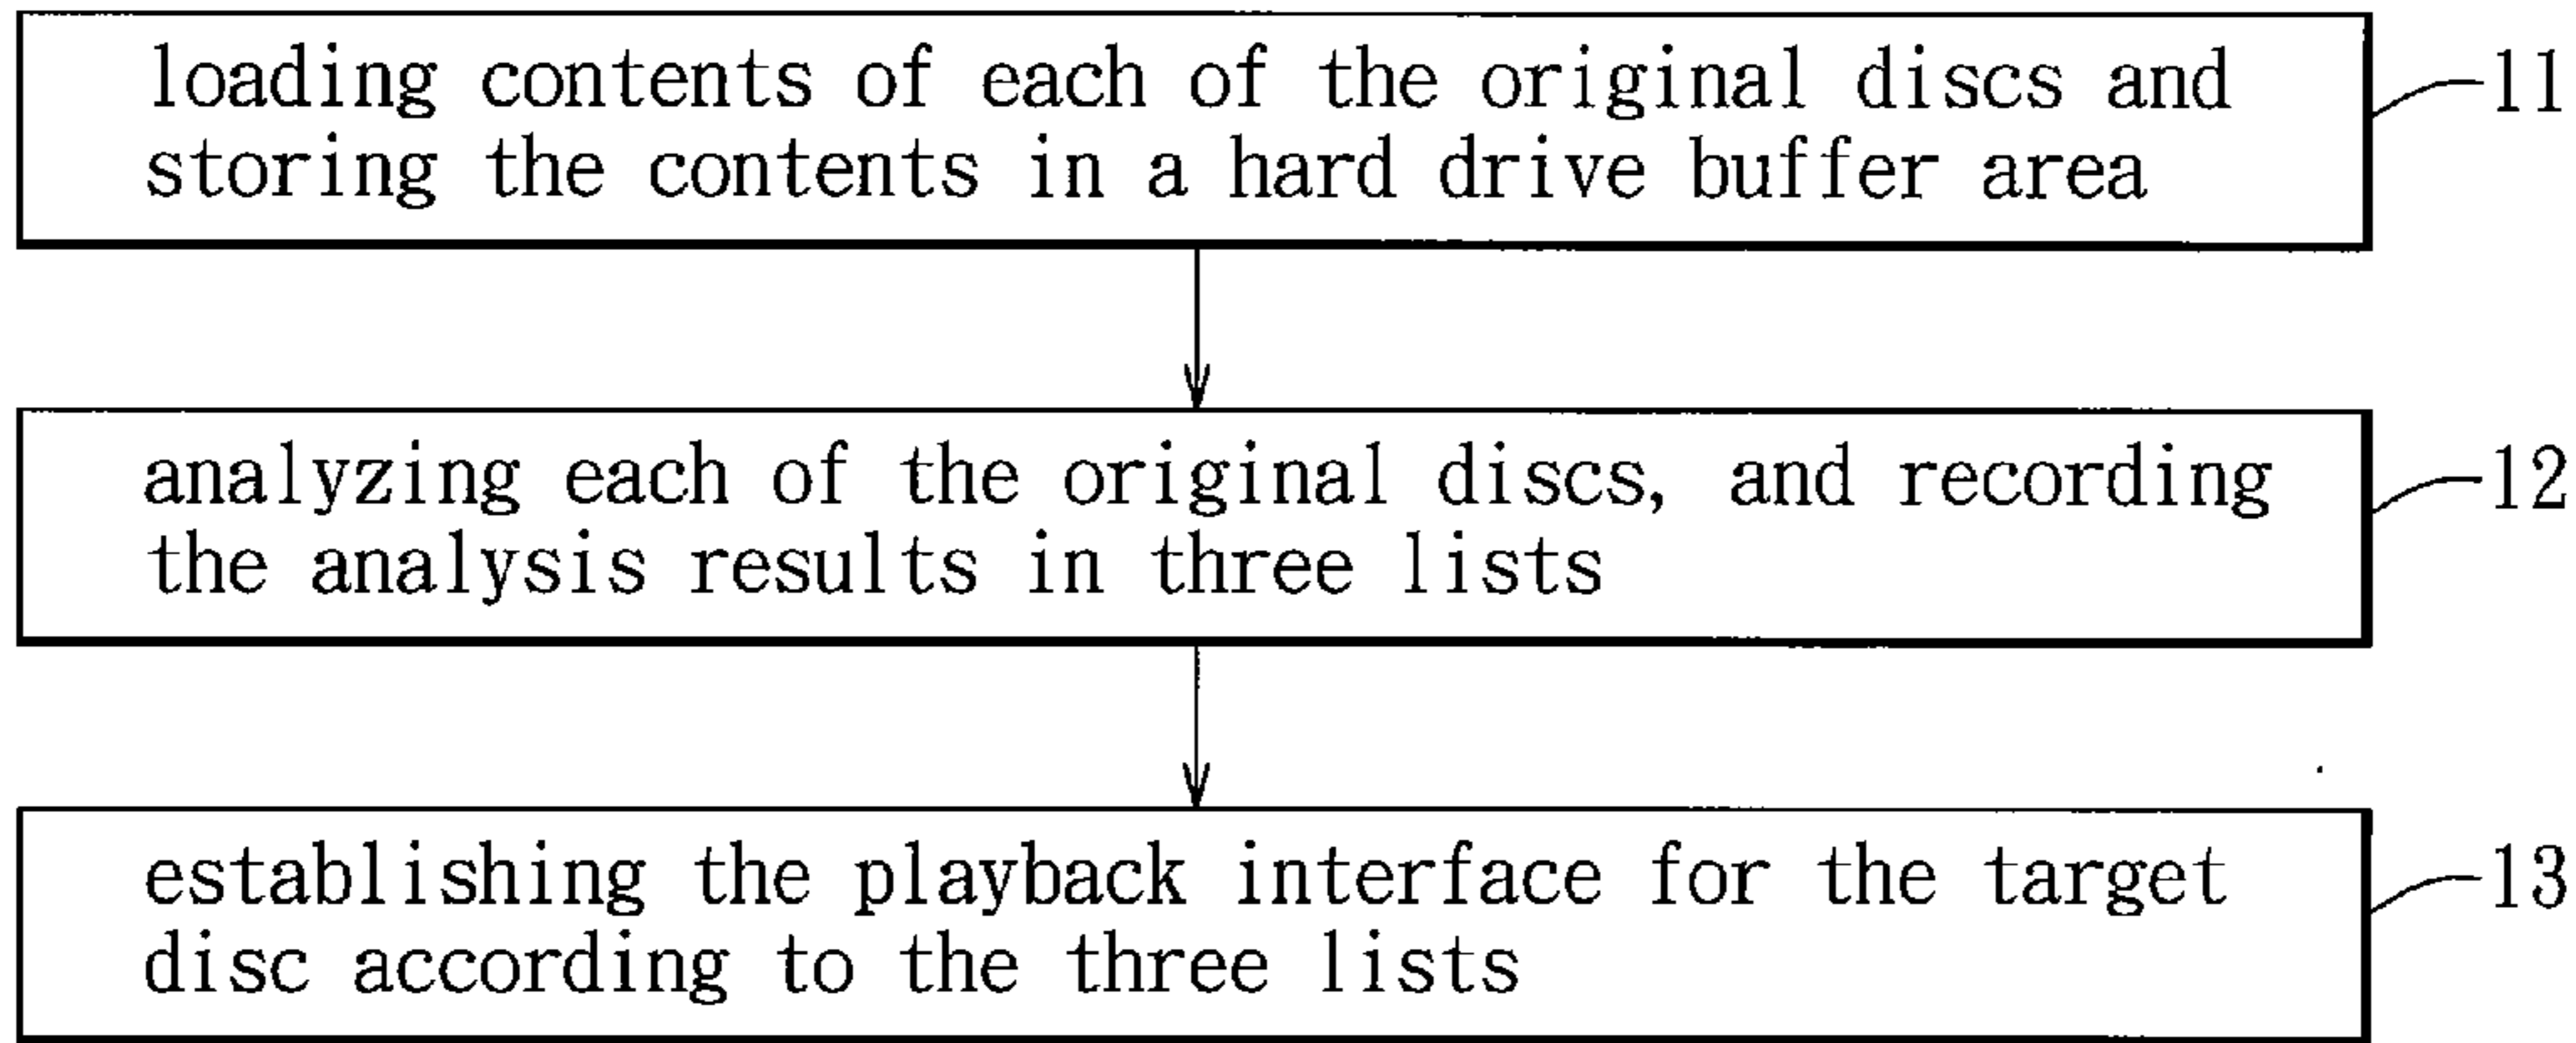 loading contents of each of the original discs and
storing the contents in a hard drive buffer area
11
analyzing each of the original discs, and recording
the analysis results in three lists
12
establishing the playback interface for the target
disc according to the three lists
13